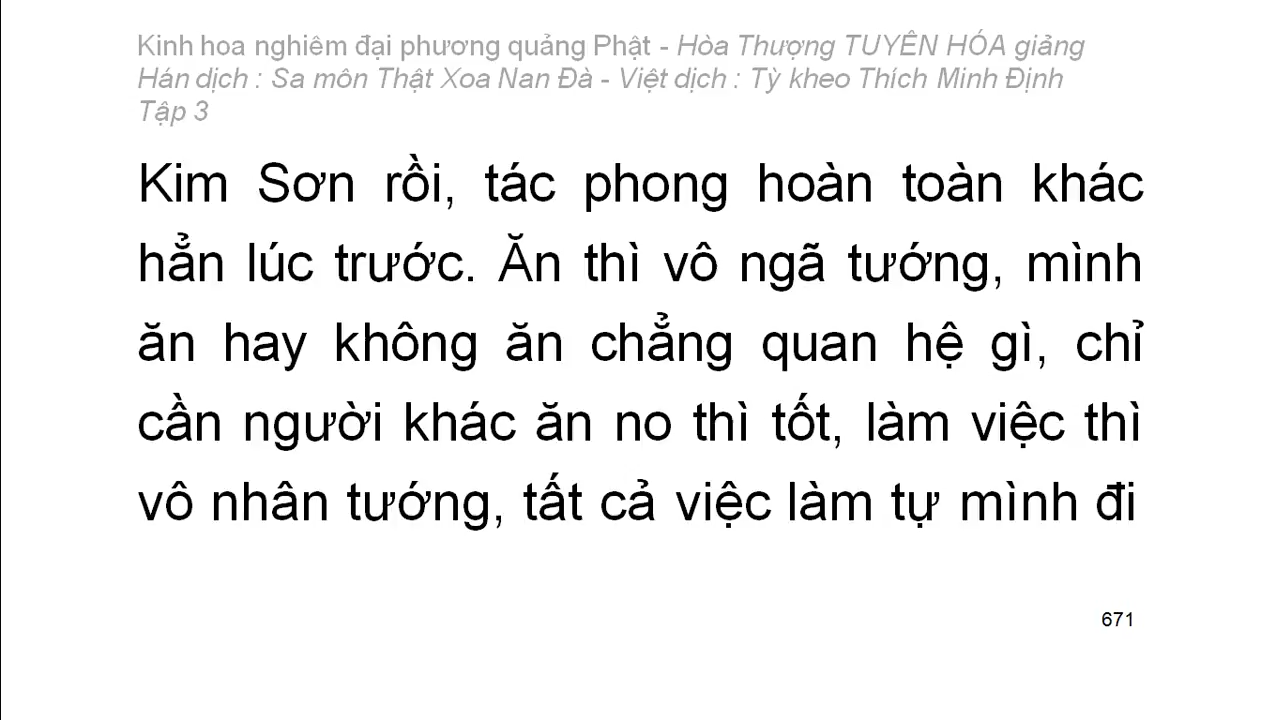 Kinh hoa nghiêm đại phương quảng Phật - Hòa Thượng TUYÊN HÓA giảng
Hán dịch : Sa môn Thật Xoa Nan Đà - Việt dịch : Tỳ kheo Thích Minh Định
Tập 3
Kim Sơn rồi, tác phong hoàn toàn khác
hẳn lúc trước. Ăn thì vô ngã tướng, mình
ăn hay không ăn chẳng quan hệ gì, chỉ
cần người khác ăn no thì tốt, làm việc thì
vô nhân tướng, tất cả việc làm tự mình đi
671